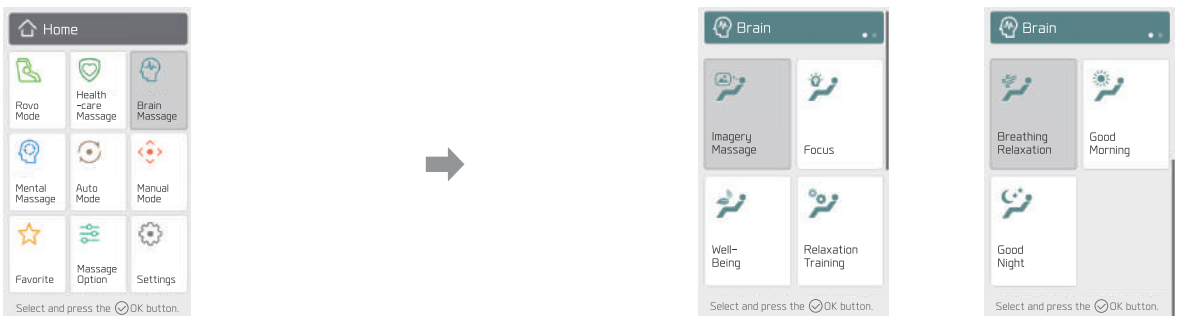 Home
Rovo
Mode
Health
-care
Massage
Brain
Massage
Mental
Massage
Auto
Mode
Manual
Mode
Favorite
Massage
Option
Settings
Select and press the OK button.
Brain
Imagery
Massage
Focus
Well-
Being
Relaxation
Training
Select and press the OK button.
Brain
Breathing
Relaxation
Good
Morning
Good
Night
Select and press the OK button.